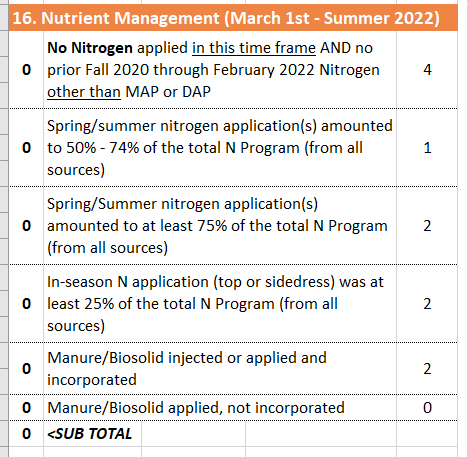 16. Nutrient Management (March 1st - Summer 2022)
No Nitrogen applied in this time frame AND no
0 prior Fall 2020 through February 2022 Nitrogen 4
other than MAP or DAP
Spring/summer nitrogen application(s) amounted
0 to 50% - 74% of the total N Program (from all 1
sources)
Spring/Summer nitrogen application(s)
0 amounted to at least 75% of the total N Program 2
(from all sources)
In-season N application (top or sidedress) was at
0 least 25% of the total N Program (from all 2
sources)
0 Manure/Biosolid injected or applied and 2
incorporated
0 Manure/Biosolid applied, not incorporated 0
0 <SUB TOTAL